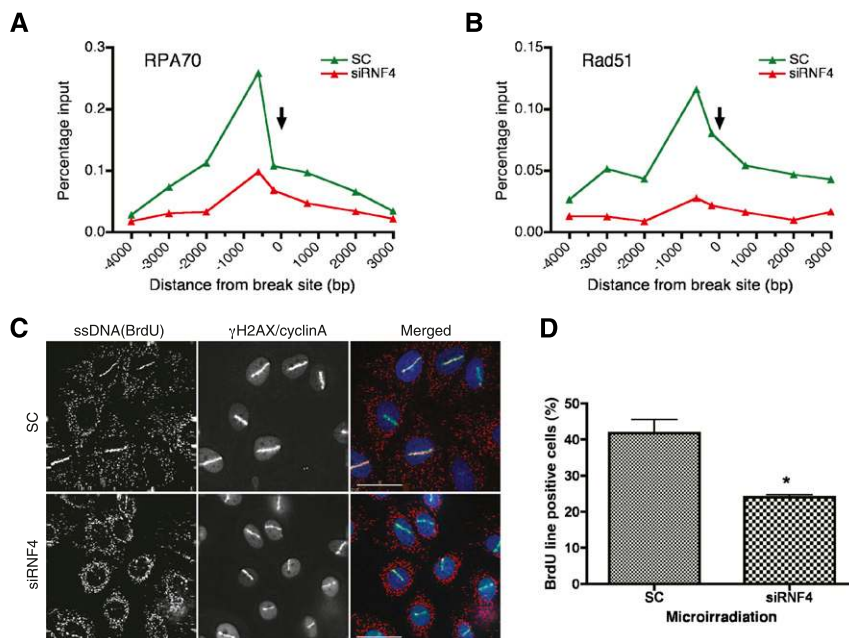 A
RPA70
SC
siRNF4
Percentage input
0.3
0.2
0.1
0.0
-4000
-3000
-2000
-1000
0
1000
2000
3000
Distance from break site (bp)
B
Rad51
SC
siRNF4
Percentage input
0.15
0.10
0.05
0.00
-4000
-3000
-2000
-1000
0
1000
2000
3000
Distance from break site (bp)
C
ssDNA(BrdU)
γH2AX/cyclinA
Merged
SC
siRNF4
D
BrdU line positive cells (%)
50
40
30
20
10
0
*
SC
siRNF4
Microirradiation